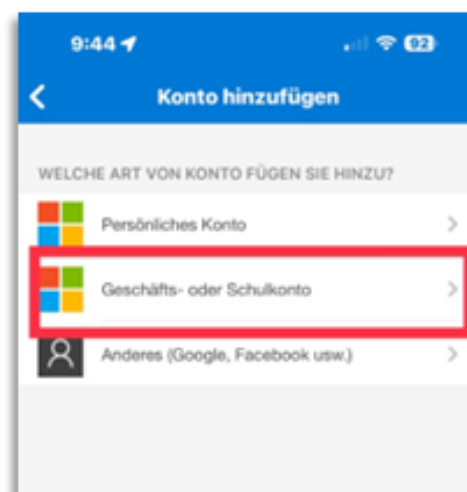 9:44
92
Konto hinzufügen
WELCHE ART VON KONTO FÜGEN SIE HINZU?
Persönliches Konto
Geschäfts- oder Schulkonto
Anderes (Google, Facebook usw.)